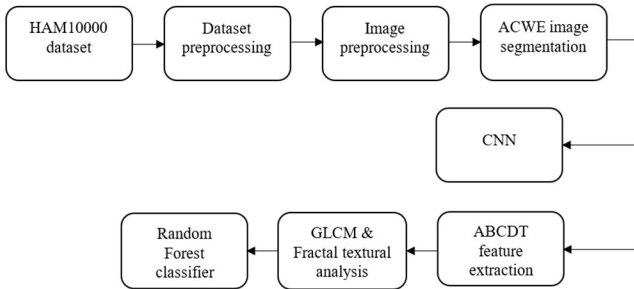 HAM10000
dataset
Dataset
preprocessing
Image
preprocessing
ACWE image
segmentation
CNN
ABCDT
feature
extraction
GLCM &
Fractal textural
analysis
Random
Forest
classifier